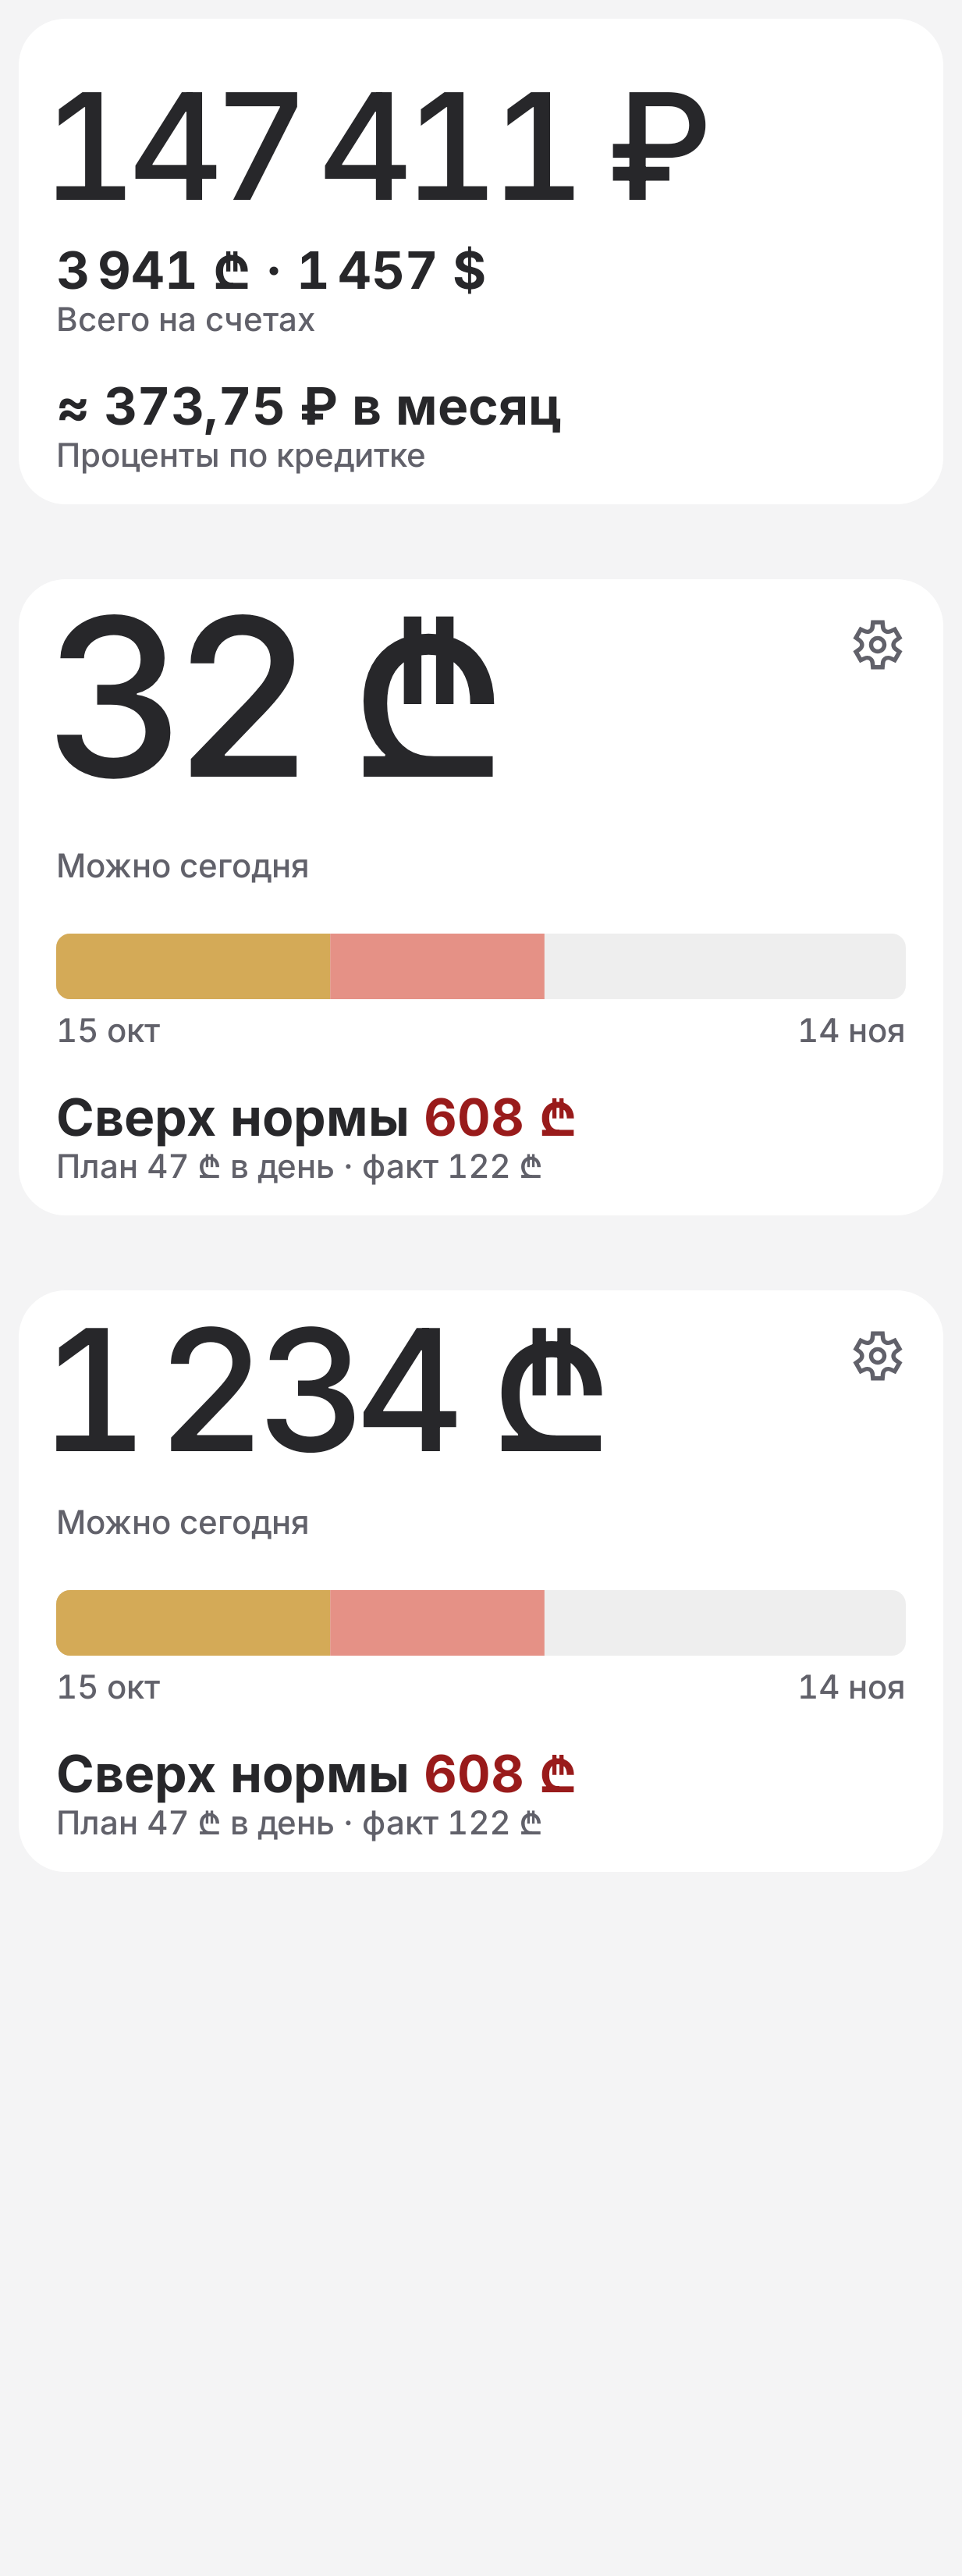 147 411 ₽
3 941 ₾ · 1 457 $
Всего на счетах
≈ 373,75 ₽ в месяц
Проценты по кредитке
32 ₾
Можно сегодня
15 окт 14 ноя
Сверх нормы 608 ₾
План 47 ₾ в день · факт 122 ₾
1 234 ₾
Можно сегодня
15 окт 14 ноя
Сверх нормы 608 ₾
План 47 ₾ в день · факт 122 ₾